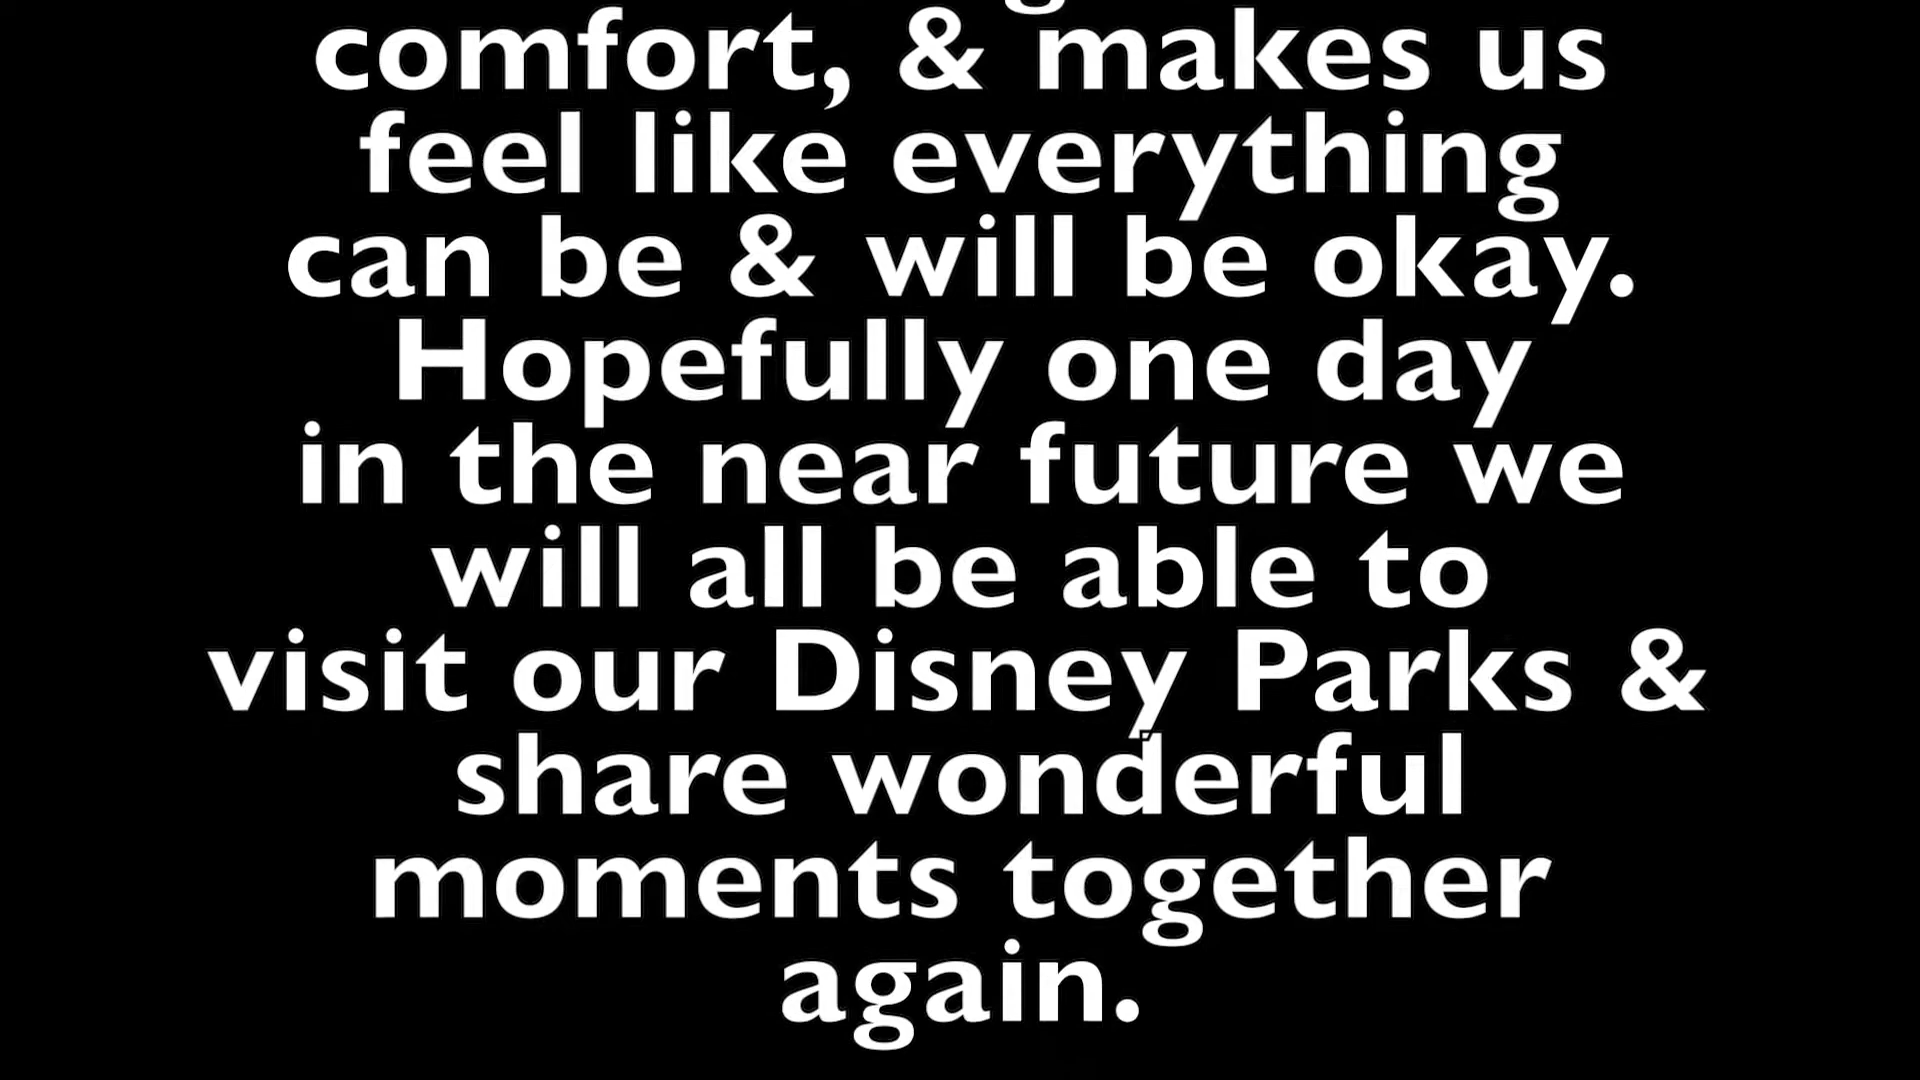 comfort, & makes us
feel like everything
can be & will be okay.
Hopefully one day
in the near future we
will all be able to
visit our Disney Parks &
share wonderful
moments together
again.